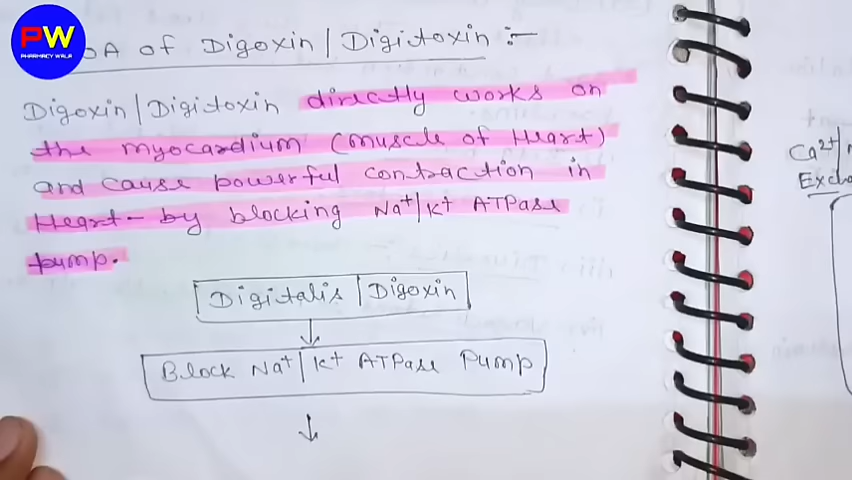 PW
PHARMACY WALA
OA of Digoxin/Digitoxin :-
Digoxin/Digitoxin directly works on
the myocardium (muscle of Heart)
and cause powerful contraction in
Heart - by blocking Na+/K+ ATPase
pump.
Digitalis/Digoxin
↓
Block Na+/K+ ATPase Pump
↓
Ca2+/